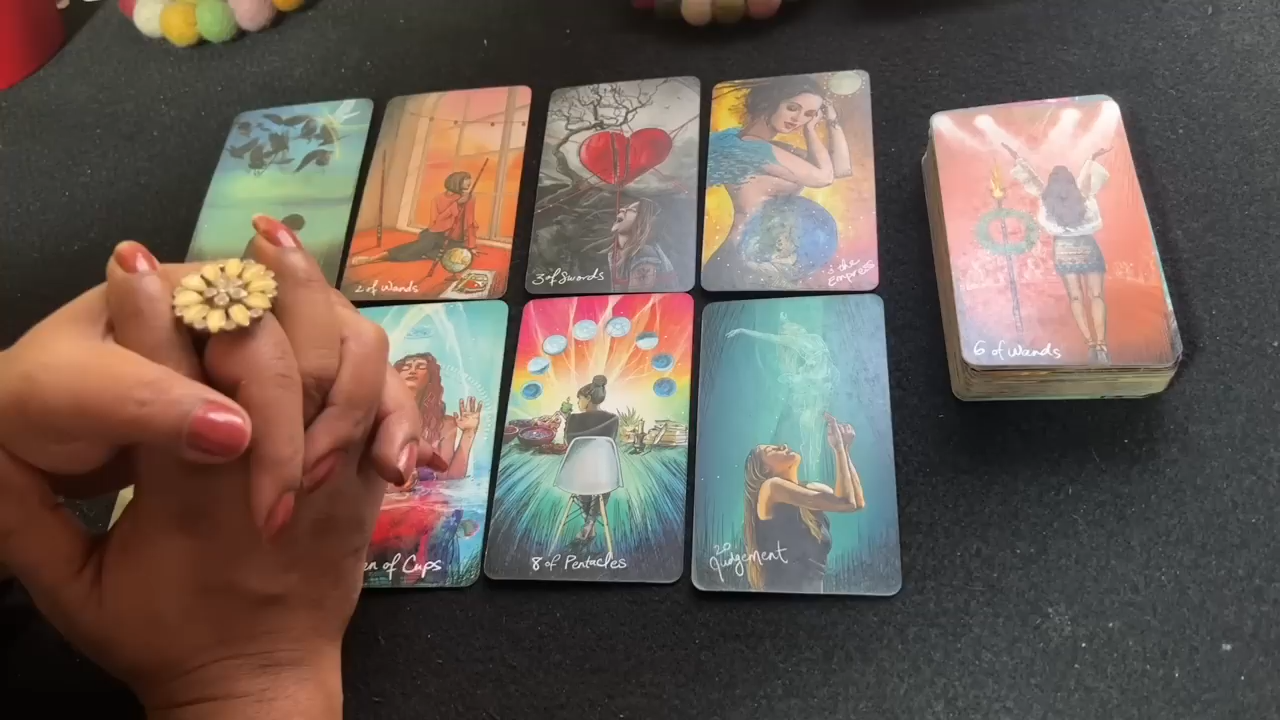 2 of Wands
3 of Swords
3 the
empress
6 of Wands
en of Cups
8 of Pentacles
20
Judgement